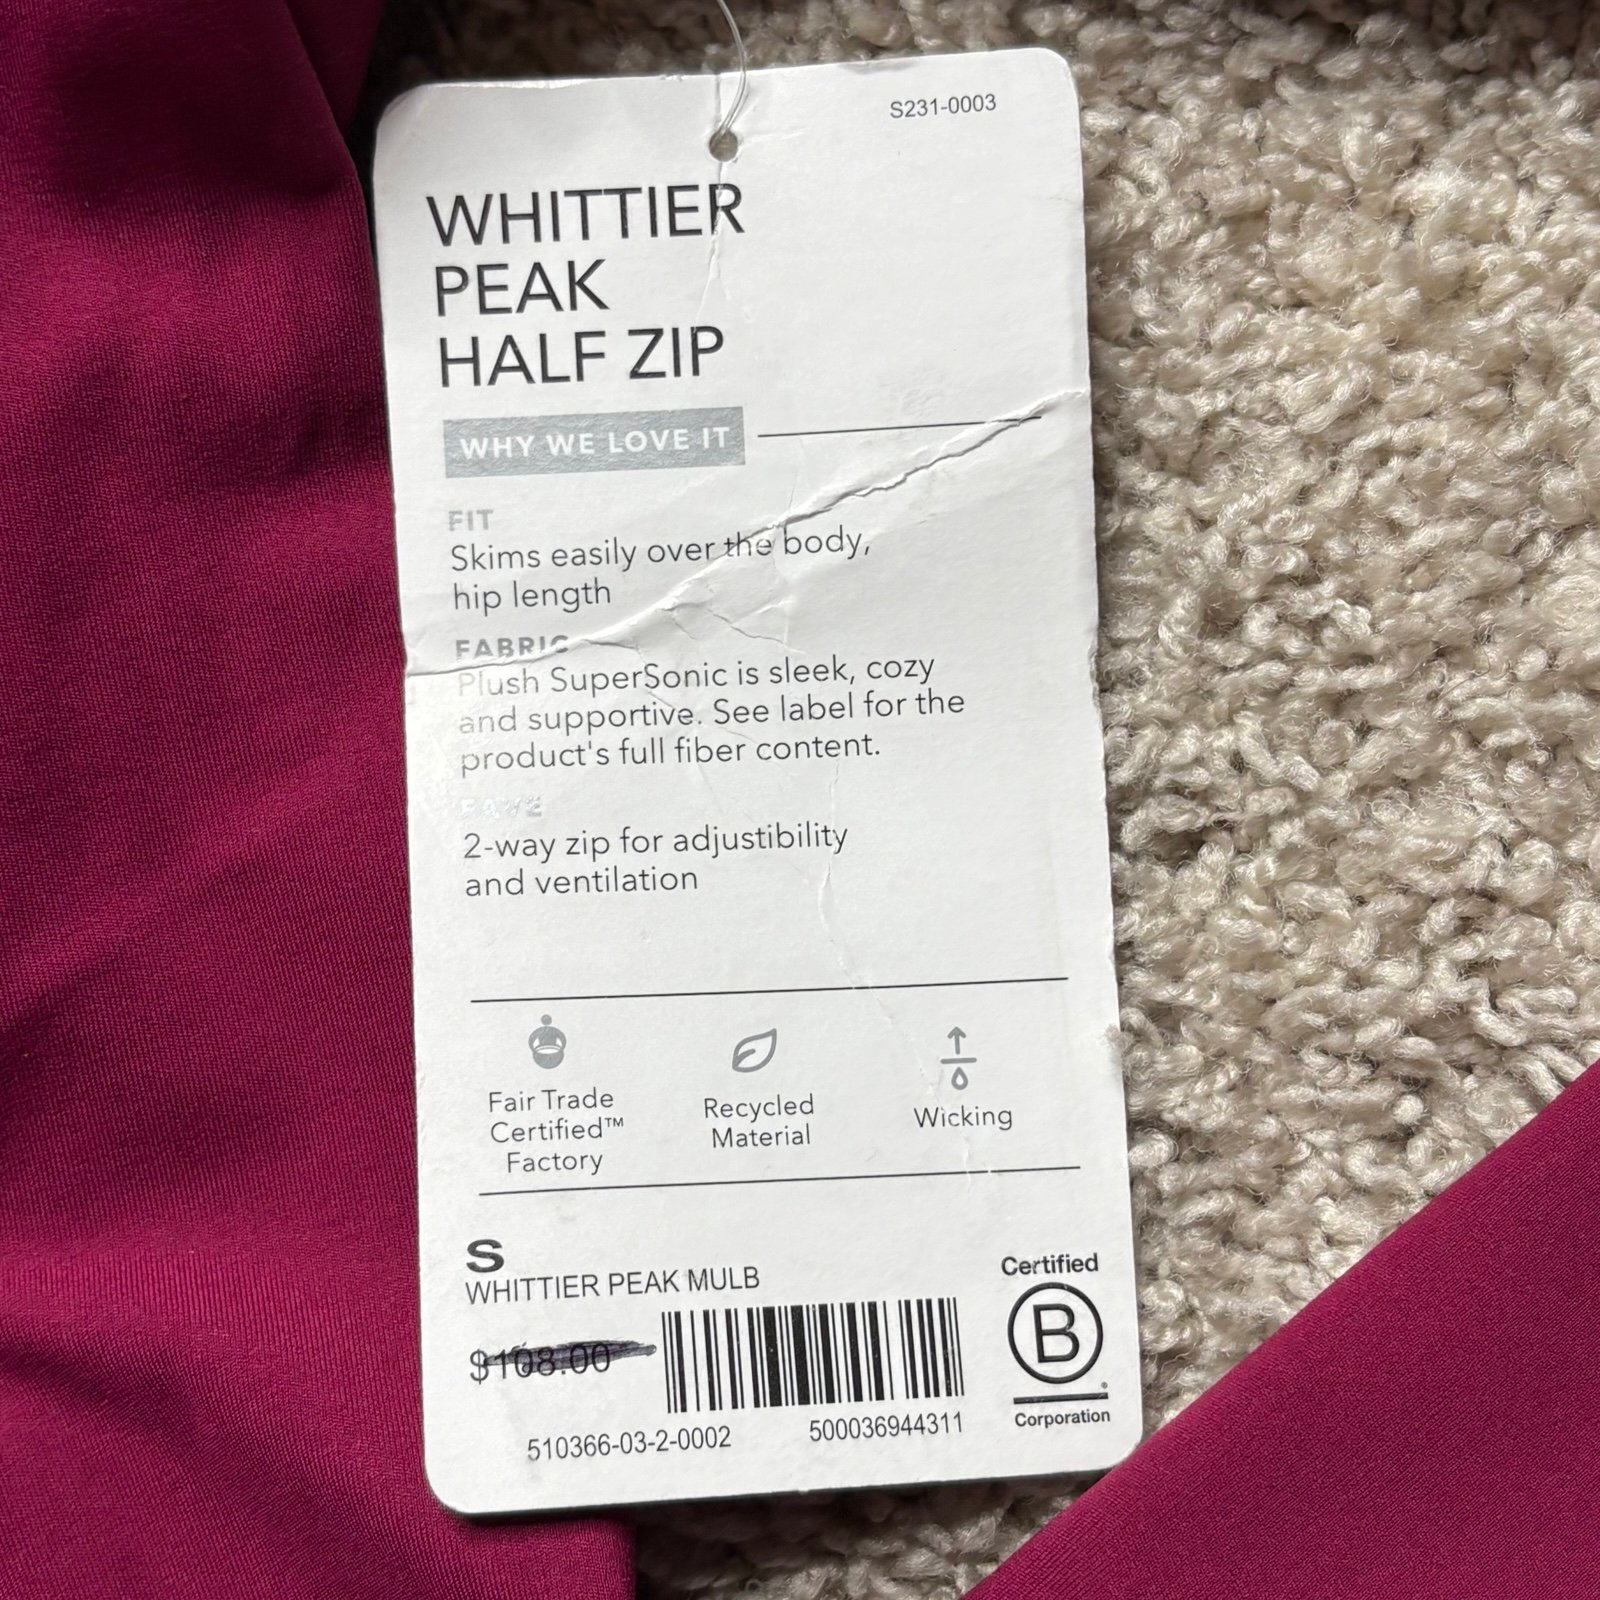 S231-0003
WHITTIER
PEAK
HALF ZIP
WHY WE LOVE IT
FIT
Skims easily over the body,
hip length
FABRIC
Plush SuperSonic is sleek, cozy
and supportive. See label for the
product's full fiber content.
FAVE
2-way zip for adjustibility
and ventilation
Fair Trade
Certified™
Factory
Recycled
Material
Wicking
S
WHITTIER PEAK MULB
$108.00
510366-03-2-0002
500036944311
Certified
B
Corporation